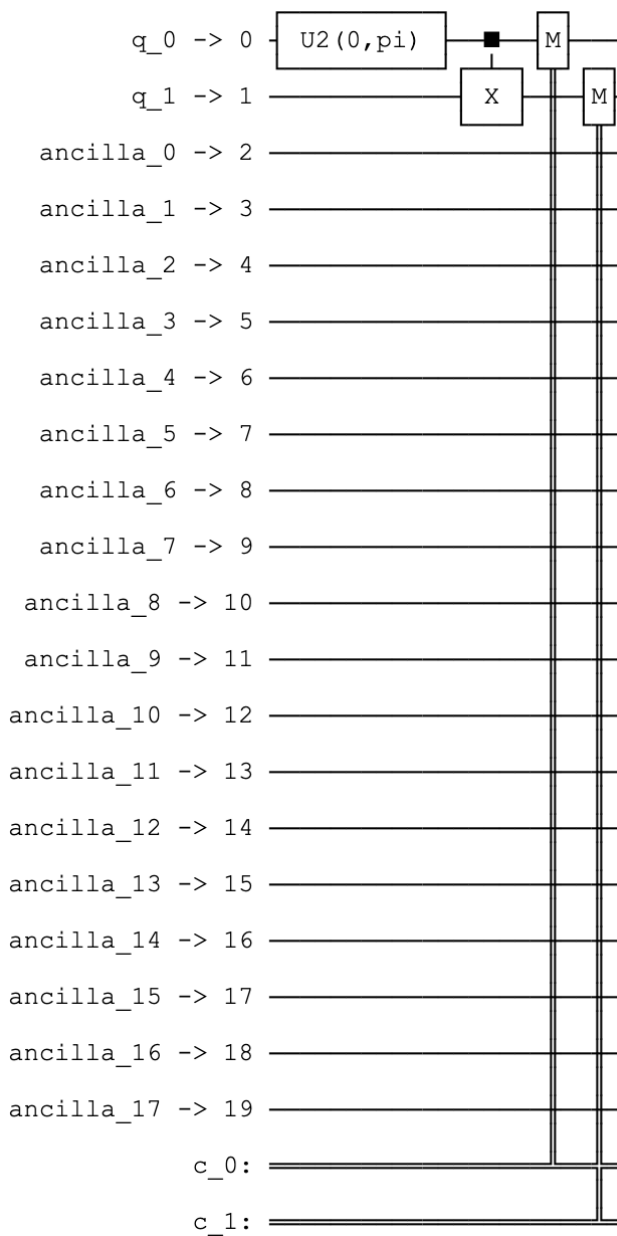 q_0 -> 0 U2(0,pi) M
q_1 -> 1 X M
ancilla_0 -> 2
ancilla_1 -> 3
ancilla_2 -> 4
ancilla_3 -> 5
ancilla_4 -> 6
ancilla_5 -> 7
ancilla_6 -> 8
ancilla_7 -> 9
ancilla_8 -> 10
ancilla_9 -> 11
ancilla_10 -> 12
ancilla_11 -> 13
ancilla_12 -> 14
ancilla_13 -> 15
ancilla_14 -> 16
ancilla_15 -> 17
ancilla_16 -> 18
ancilla_17 -> 19
c_0:
c_1: